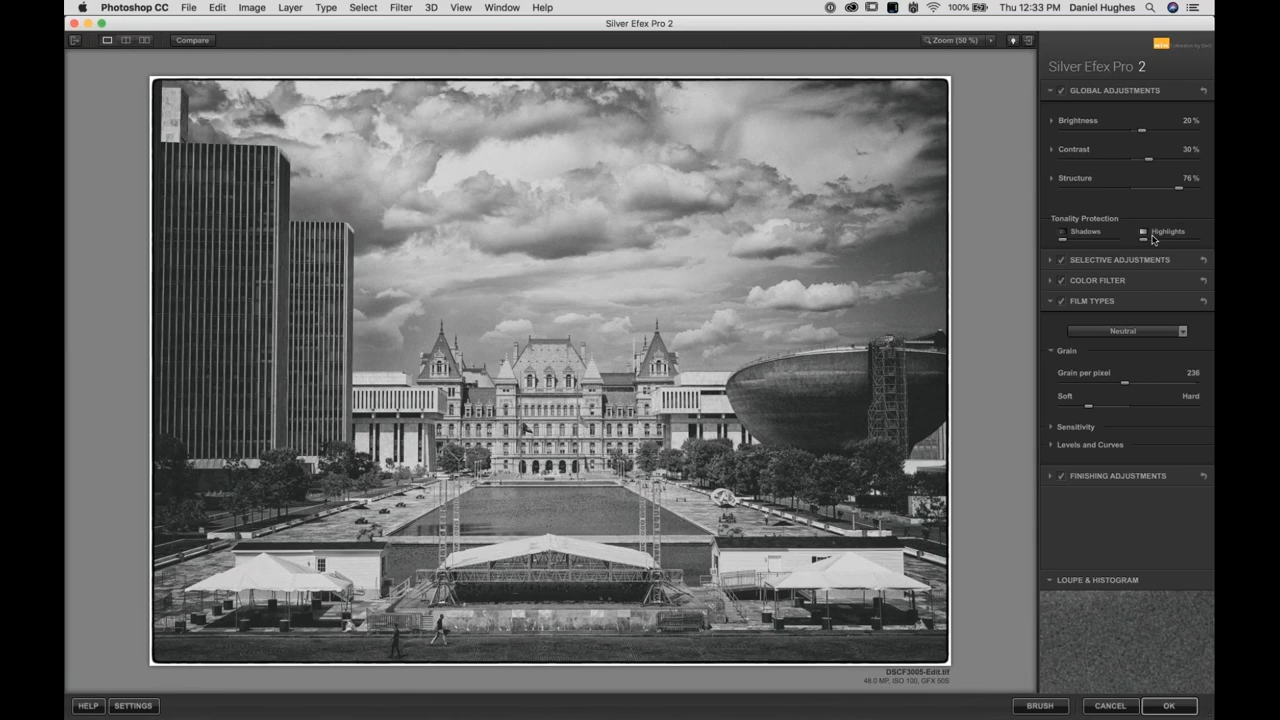 Photoshop CC File Edit Image Layer Type Select Filter 3D View Window Help 100% Thu 12:33 PM Daniel Hughes
Silver Efex Pro 2
Compare Zoom (50 %)
Silver Efex Pro 2
GLOBAL ADJUSTMENTS
Brightness 20 %
Contrast 30 %
Structure 76 %
Tonality Protection
Shadows Highlights
SELECTIVE ADJUSTMENTS
COLOR FILTER
FILM TYPES
Neutral
Grain
Grain per pixel 236
Soft Hard
Sensitivity
Levels and Curves
FINISHING ADJUSTMENTS
LOUPE & HISTOGRAM
DSCF3005-Edit.tif
48.0 MP, ISO 100, GFX 50S
HELP SETTINGS BRUSH CANCEL OK